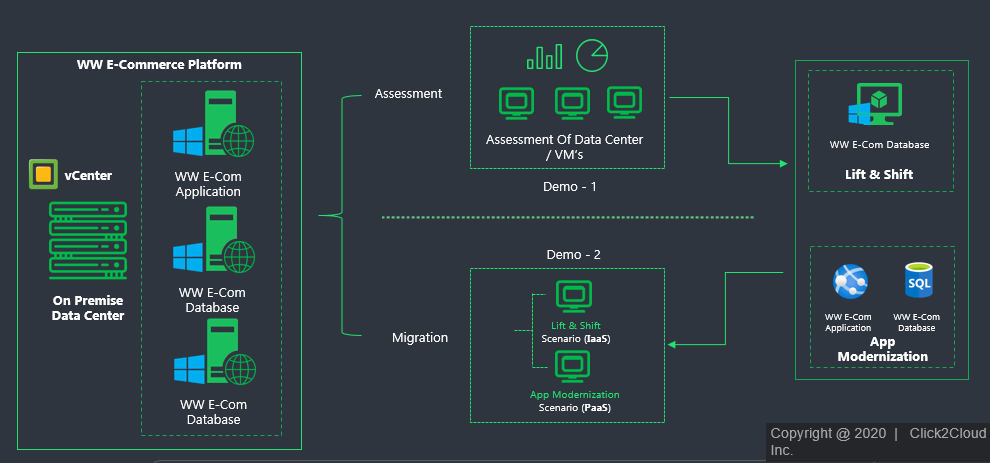 WW E-Commerce Platform
vCenter
On Premise
Data Center
WW E-Com
Application
WW E-Com
Database
WW E-Com
Database
Assessment
Migration
Assessment Of Data Center
/ VM's
Demo - 1
Demo - 2
Lift & Shift
Scenario (IaaS)
App Modernization
Scenario (PaaS)
WW E-Com Database
Lift & Shift
SQL
WW E-Com
Application
WW E-Com
Database
App
Modernization
Copyright @ 2020 | Click2Cloud
Inc.